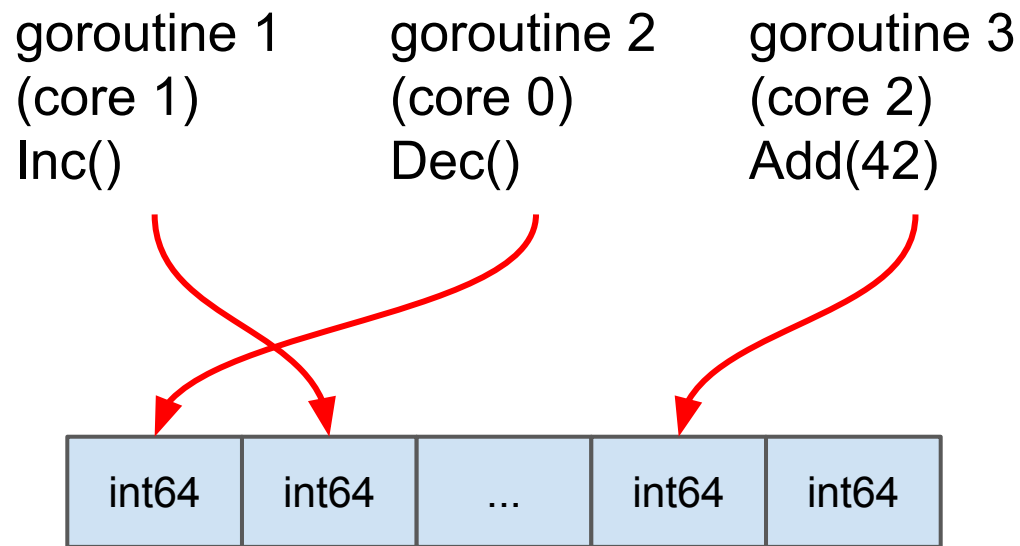 goroutine 1
(core 1)
Inc()
goroutine 2
(core 0)
Dec()
goroutine 3
(core 2)
Add(42)
int64
int64
...
int64
int64